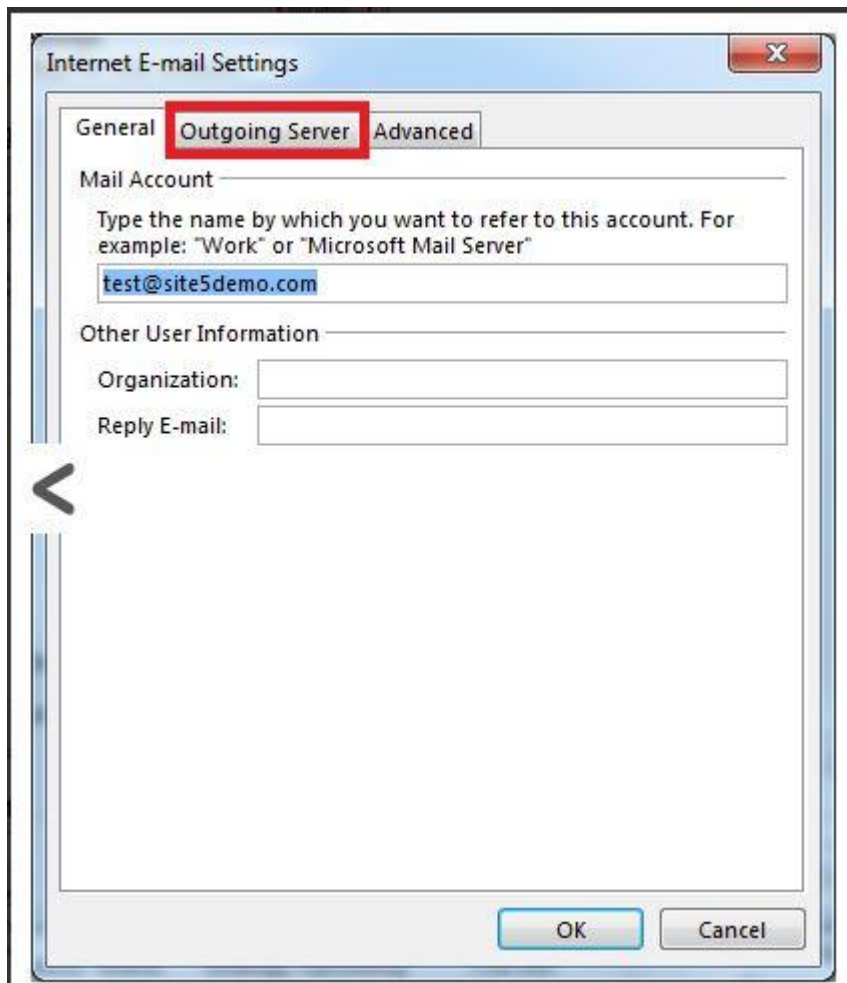 Internet E-mail Settings
General Outgoing Server Advanced
Mail Account
Type the name by which you want to refer to this account. For
example: "Work" or "Microsoft Mail Server"
test@site5demo.com
Other User Information
Organization:
Reply E-mail:
<
OK Cancel